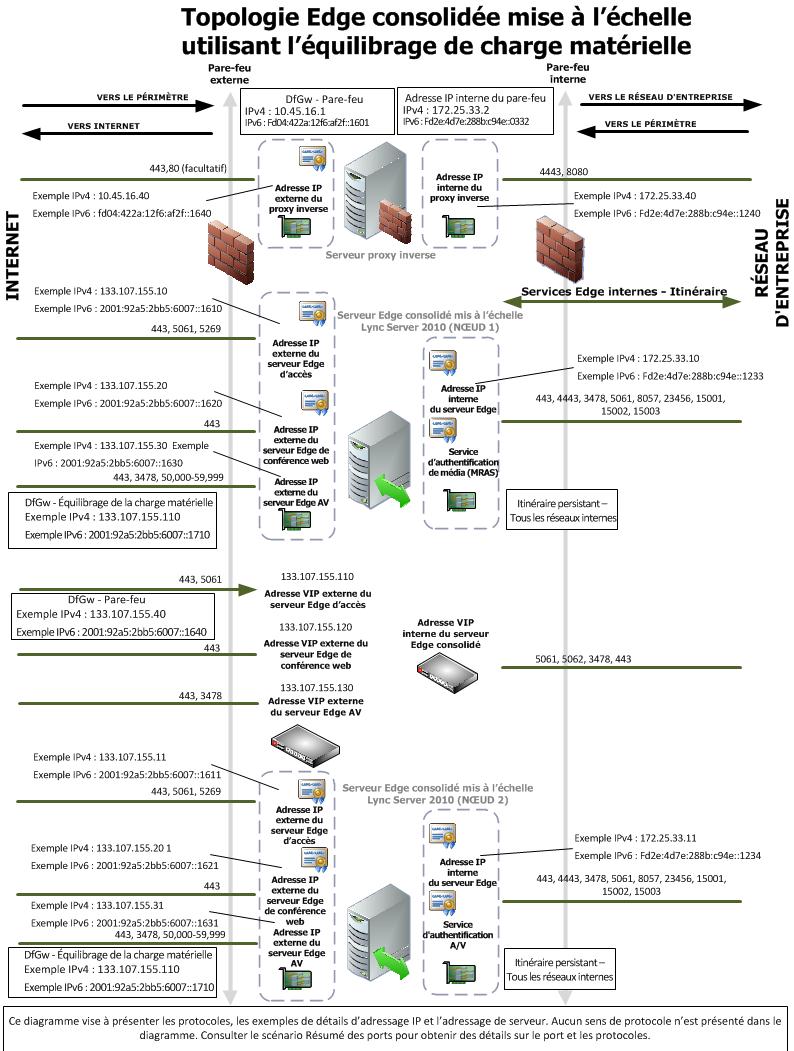 Topologie Edge consolidée mise à l'échelle
utilisant l'équilibrage de charge matérielle
Pare-feu
externe
Pare-feu
interne
VERS LE PÉRIMÈTRE
VERS INTERNET
DfGw - Pare-feu
IPv4 : 10.45.16.1
IPv6 : Fd04:422a:12f6:af2f::1601
Adresse IP interne du pare-feu
IPv4 : 172.25.33.2
IPv6 : Fd2e:4d7e:288b:c94e::0332
VERS LE RÉSEAU D'ENTREPRISE
VERS LE PÉRIMÈTRE
INTERNET
RÉSEAU
D'ENTREPRISE
443,80 (facultatif)
Exemple IPv4 : 10.45.16.40
Exemple IPv6 : fd04:422a:12f6:af2f::1640
Adresse IP
externe du
proxy inverse
Adresse IP
interne du
proxy inverse
Serveur proxy inverse
4443, 8080
Exemple IPv4 : 172.25.33.40
Exemple IPv6 : Fd2e:4d7e:288b:c94e::1240
Services Edge internes - Itinéraire
Exemple IPv4 : 133.107.155.10
Exemple IPv6 : 2001:92a5:2bb5:6007::1610
443, 5061, 5269
Adresse IP
externe du
serveur Edge
d'accès
Serveur Edge consolidé mis à l'échelle
Lync Server 2010 (NŒUD 1)
Exemple IPv4 : 133.107.155.20
Exemple IPv6 : 2001:92a5:2bb5:6007::1620
443
Adresse IP
externe du
serveur Edge de
conférence web
Exemple IPv4 : 133.107.155.30 Exemple
IPv6 : 2001:92a5:2bb5:6007::1630
443, 3478, 50,000-59,999
Adresse IP
externe du
serveur Edge AV
Adresse IP
interne
du serveur Edge
Service
d'authentification
de média (MRAS)
Exemple IPv4 : 172.25.33.10
Exemple IPv6 : Fd2e:4d7e:288b:c94e::1233
443, 4443, 3478, 5061, 8057, 23456, 15001,
15002, 15003
DfGw - Équilibrage de la charge matérielle
Exemple IPv4 : 133.107.155.110
Exemple IPv6 : 2001:92a5:2bb5:6007::1710
Itinéraire persistant –
Tous les réseaux internes
443, 5061
133.107.155.110
Adresse VIP externe du
serveur Edge d'accès
DfGw - Pare-feu
Exemple IPv4 : 133.107.155.40
Exemple IPv6 : 2001:92a5:2bb5:6007::1640
443
133.107.155.120
Adresse VIP externe du
serveur Edge de
conférence web
Adresse VIP
interne du serveur
Edge consolidé
5061, 5062, 3478, 443
443, 3478
133.107.155.130
Adresse VIP externe
du serveur Edge AV
Exemple IPv4 : 133.107.155.11
Exemple IPv6 : 2001:92a5:2bb5:6007::1611
443, 5061, 5269
Adresse IP
externe du
serveur Edge
d'accès
Serveur Edge consolidé mis à l'échelle
Lync Server 2010 (NŒUD 2)
Exemple IPv4 : 133.107.155.20 1
Exemple IPv6 : 2001:92a5:2bb5:6007::1621
443
Adresse IP
externe du
serveur Edge
de conférence
web
Exemple IPv4 : 133.107.155.31
Exemple IPv6 : 2001:92a5:2bb5:6007::1631
443, 3478, 50,000-59,999
Adresse IP
externe du
serveur Edge
AV
Adresse IP
interne
du serveur Edge
Service
d'authentification
A/V
Exemple IPv4 : 172.25.33.11
Exemple IPv6 : Fd2e:4d7e:288b:c94e::1234
443, 4443, 3478, 5061, 8057, 23456, 15001,
15002, 15003
DfGw - Équilibrage de la charge matérielle
Exemple IPv4 : 133.107.155.110
Exemple IPv6 : 2001:92a5:2bb5:6007::1710
Itinéraire persistant –
Tous les réseaux internes
Ce diagramme vise à présenter les protocoles, les exemples de détails d'adressage IP et l'adressage de serveur. Aucun sens de protocole n'est présenté dans le
diagramme. Consulter le scénario Résumé des ports pour obtenir des détails sur le port et les protocoles.